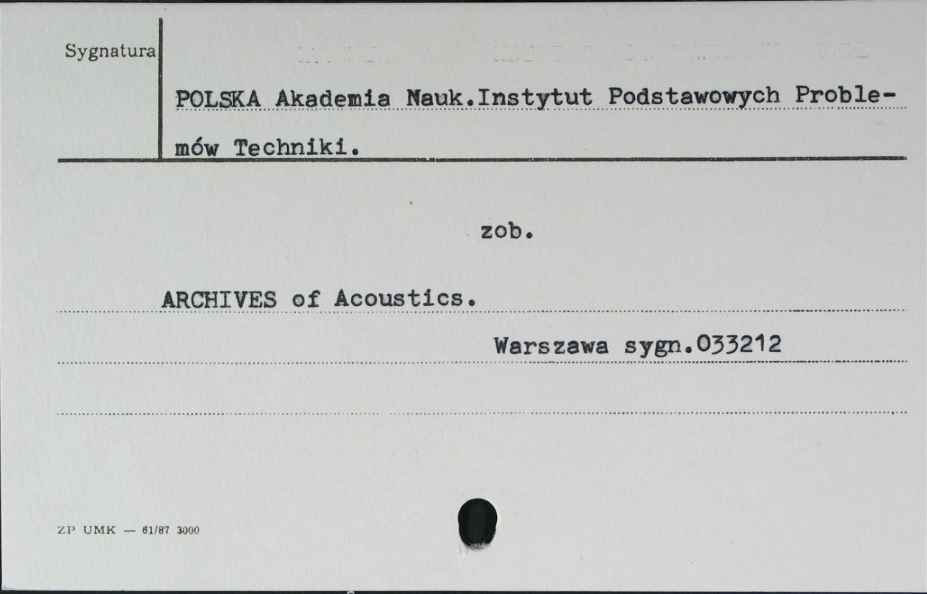 Sygnatura
POLSKA Akademia Nauk.Instytut Podstawowych Proble-
mów Techniki.
zob.
ARCHIVES of Acoustics.
Warszawa sygn.033212
ZP UMK — 61/87 3000